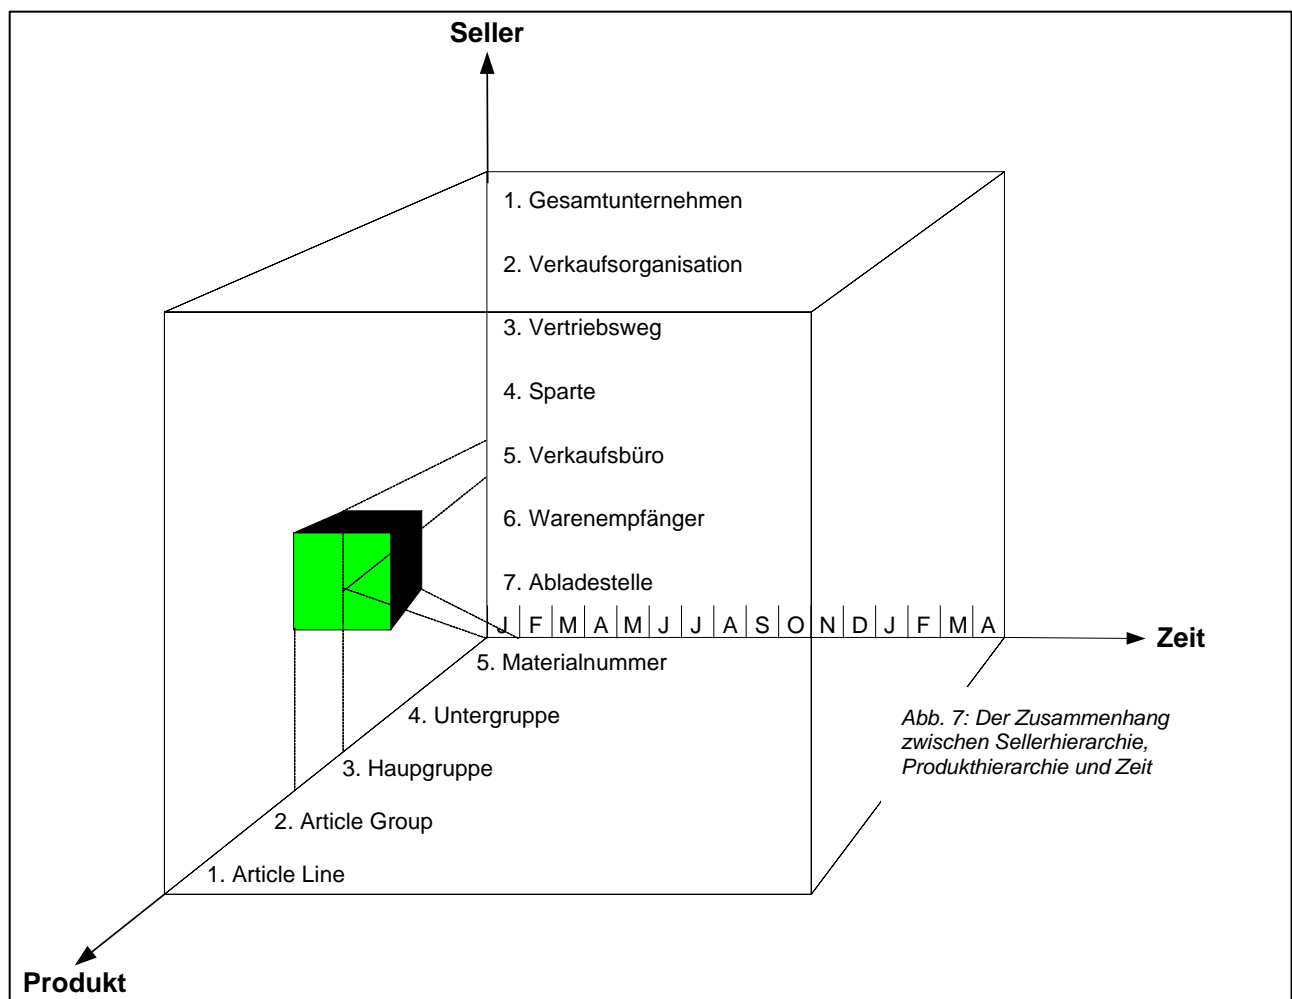 Seller
1. Gesamtunternehmen
2. Verkaufsorganisation
3. Vertriebsweg
4. Sparte
5. Verkaufsbüro
6. Warenempfänger
7. Abladestelle
J F M A M J J A S O N D J F M A
Zeit
5. Materialnummer
4. Untergruppe
3. Haupgruppe
2. Article Group
1. Article Line
Abb. 7: Der Zusammenhang
zwischen Sellerhierarchie,
Produkthierarchie und Zeit
Produkt